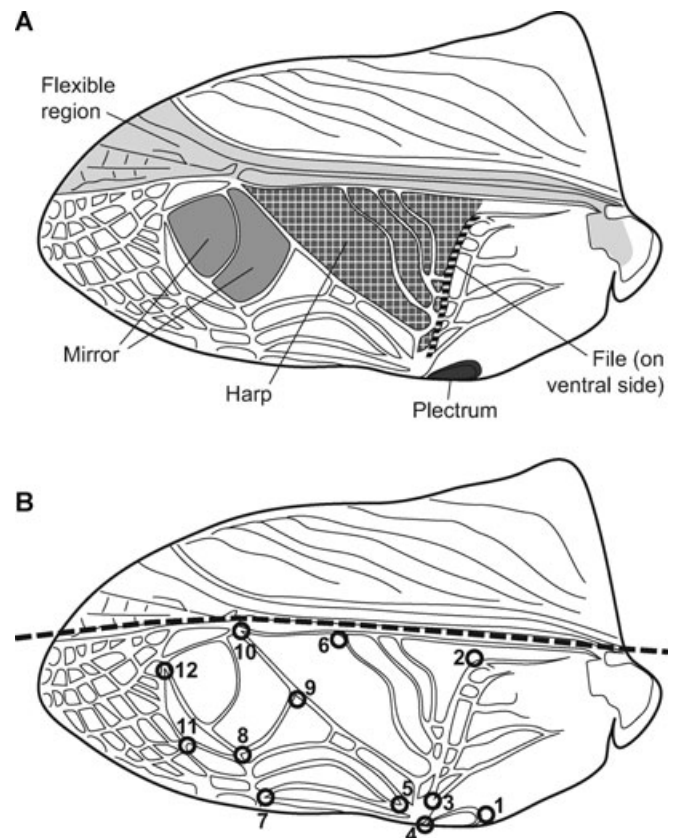 A
Flexible
region
Mirror
Harp
Plectrum
File (on
ventral side)
B
10
6
2
12
9
11
8
7
5
3
4
1